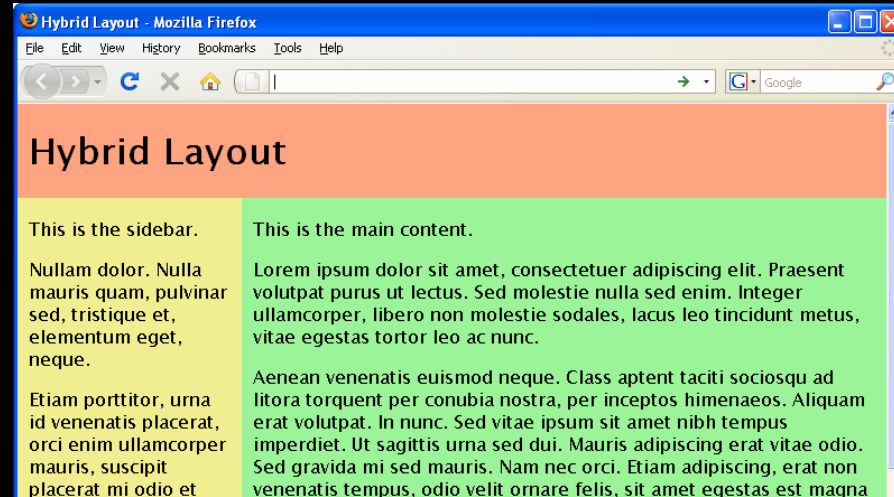 Hybrid Layout - Mozilla Firefox
File Edit View History Bookmarks Tools Help
G Google
Hybrid Layout
This is the sidebar.
Nullam dolor. Nulla
mauris quam, pulvinar
sed, tristique et,
elementum eget,
neque.
Etiam porttitor, urna
id venenatis placerat,
orci enim ullamcorper
mauris, suscipit
placerat mi odio et
This is the main content.
Lorem ipsum dolor sit amet, consectetuer adipiscing elit. Praesent
volutpat purus ut lectus. Sed molestie nulla sed enim. Integer
ullamcorper, libero non molestie sodales, lacus leo tincidunt metus,
vitae egestas tortor leo ac nunc.
Aenean venenatis euismod neque. Class aptent taciti sociosqu ad
litora torquent per conubia nostra, per inceptos himenaeos. Aliquam
erat volutpat. In nunc. Sed vitae ipsum sit amet nibh tempus
imperdiet. Ut sagittis urna sed dui. Mauris adipiscing erat vitae odio.
Sed gravida mi sed mauris. Nam nec orci. Etiam adipiscing, erat non
venenatis tempus, odio velit ornare felis, sit amet egestas est magna